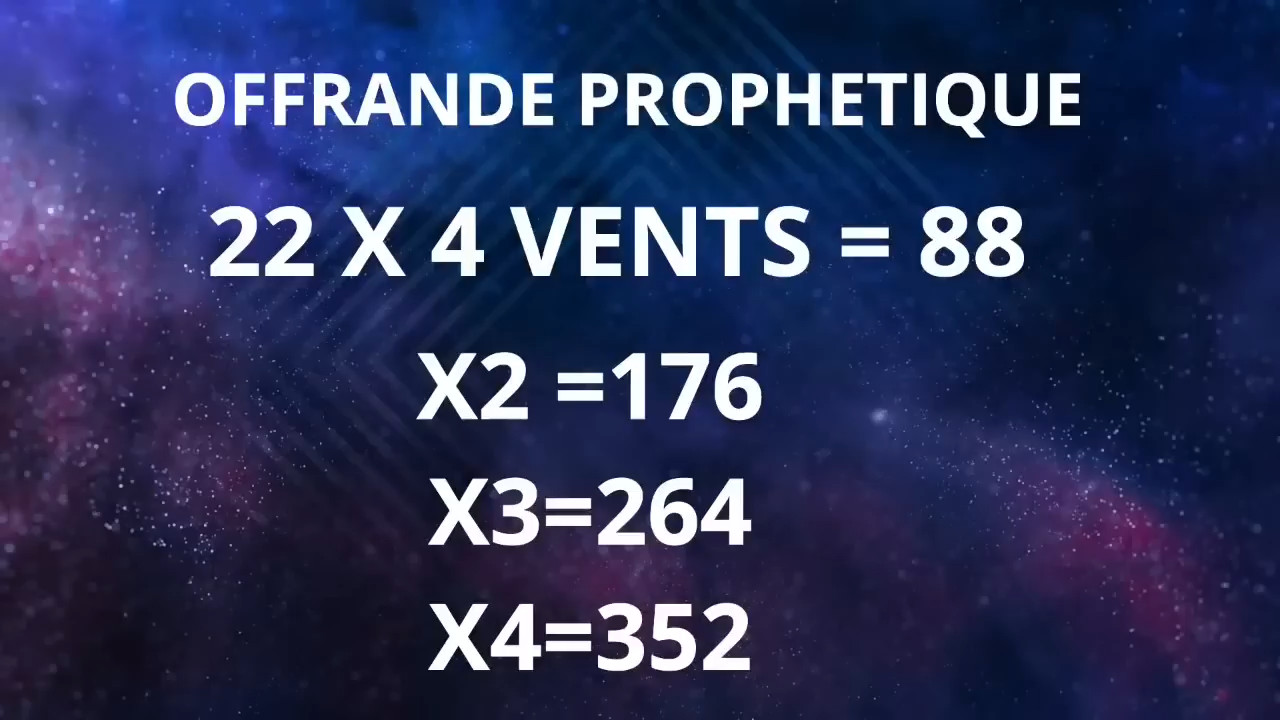 OFFRANDE PROPHETIQUE
22 X 4 VENTS = 88
X2 =176
X3=264
X4=352